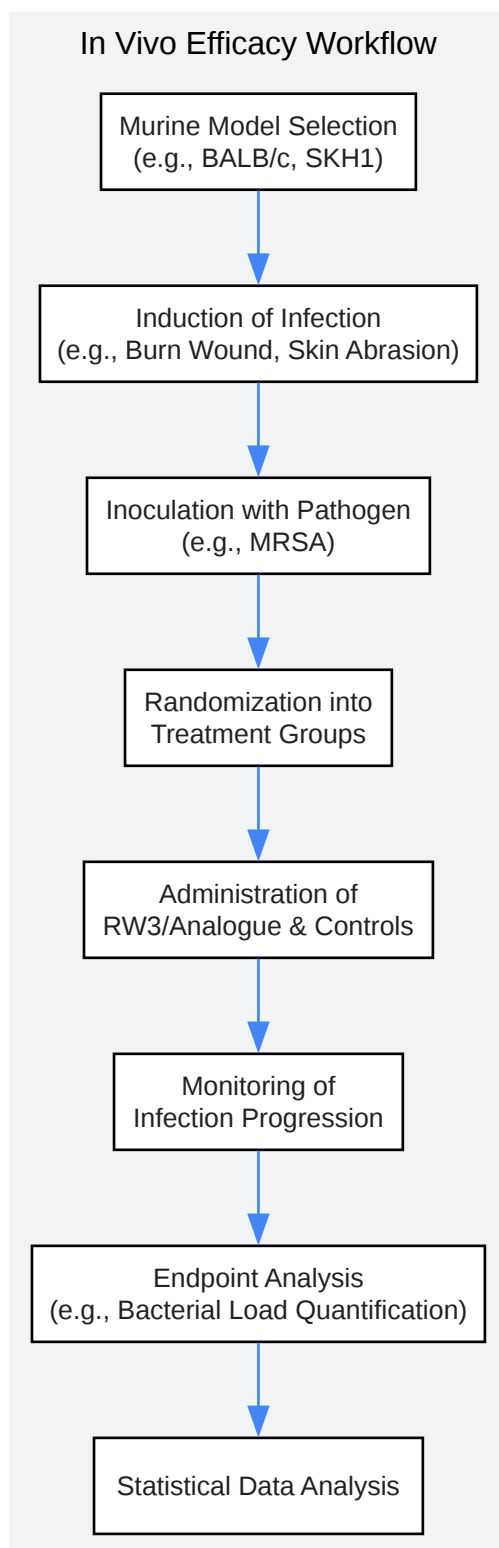 In Vivo Efficacy Workflow
Murine Model Selection
(e.g., BALB/c, SKH1)
Induction of Infection
(e.g., Burn Wound, Skin Abrasion)
Inoculation with Pathogen
(e.g., MRSA)
Randomization into
Treatment Groups
Administration of
RW3/Analogue & Controls
Monitoring of
Infection Progression
Endpoint Analysis
(e.g., Bacterial Load Quantification)
Statistical Data Analysis